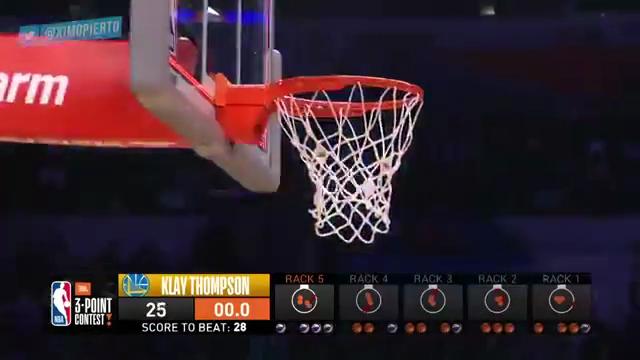 @XIMOPIERTO
arm
KLAY THOMPSON
25 00.0
SCORE TO BEAT: 28
JBL
3-POINT
CONTEST
NBA
RACK 5 RACK 4 RACK 3 RACK 2 RACK 1